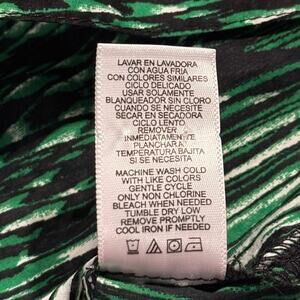 LAVAR EN LAVADORA
CON AGUA FRIA
CON COLORES SIMILARES
CICLO DELICADO
USAR SOLAMENTE
BLANQUEADOR SIN CLORO
CUANDO SE NECESITA
SECAR EN SECADORA
CICLO LENTO
REMOVER
INMEDIATAMENTE
PLANCHAR A
TEMPERATURA BAJITA
SI SE NECESITA
MACHINE WASH COLD
WITH LIKE COLORS
GENTLE CYCLE
ONLY NON CHLORINE
BLEACH WHEN NEEDED
TUMBLE DRY LOW
REMOVE PROMPTLY
COOL IRON IF NEEDED